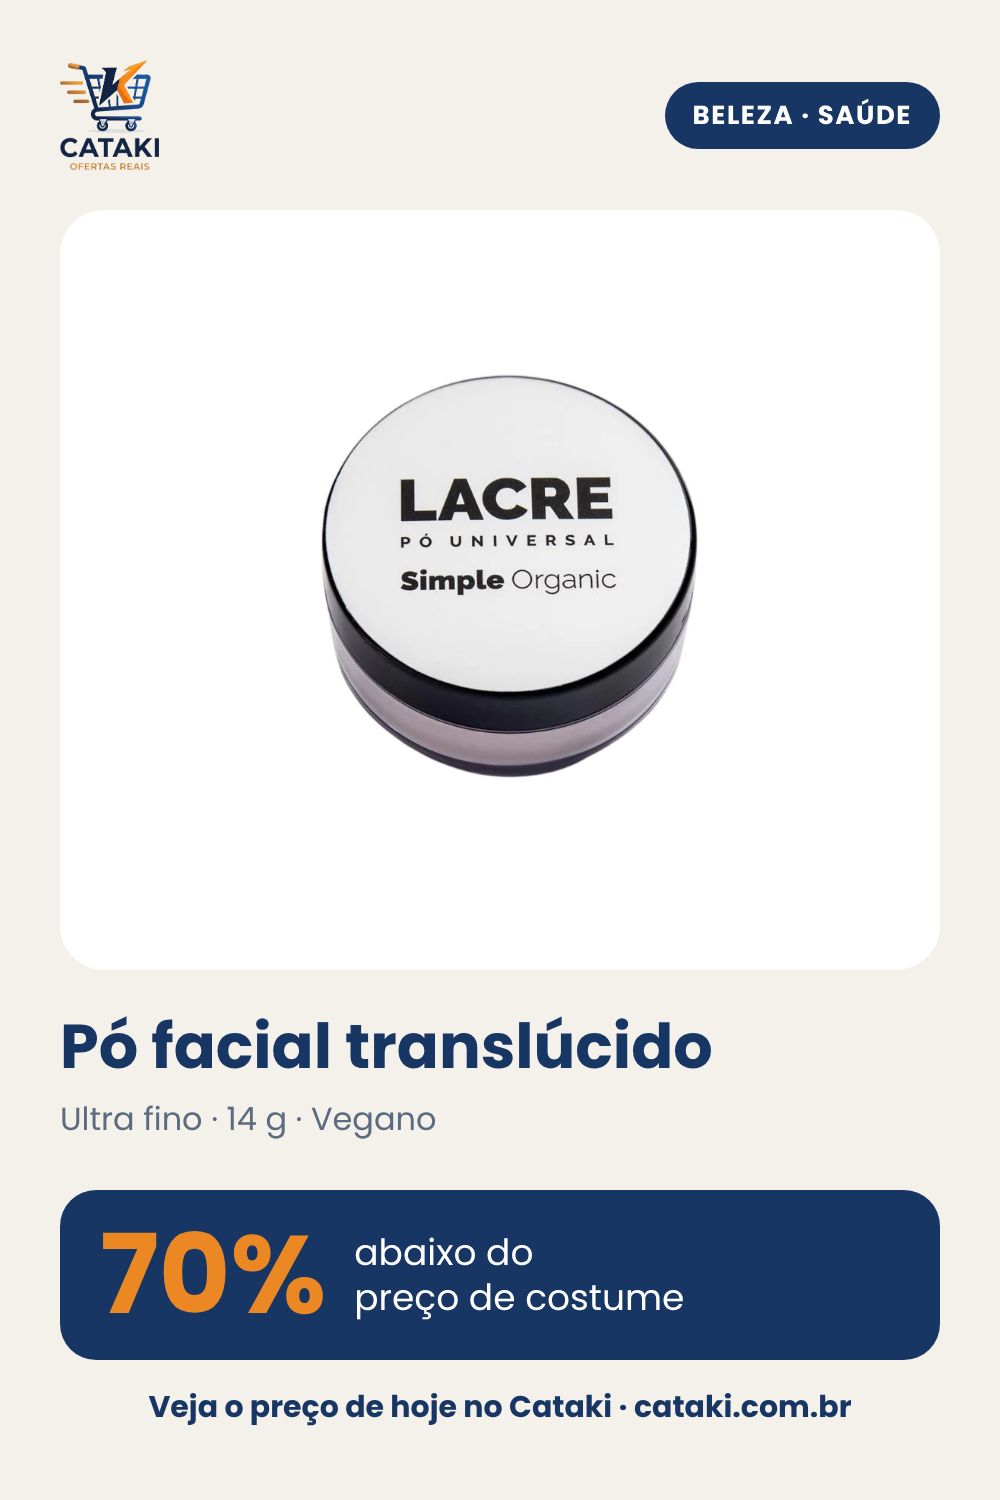 CATAKI
OFERTAS REAIS
BELEZA · SAÚDE
LACRE
PÓ UNIVERSAL
Simple Organic
Pó facial translúcido
Ultra fino · 14 g · Vegano
70%
abaixo do
preço de costume
Veja o preço de hoje no Cataki · cataki.com.br